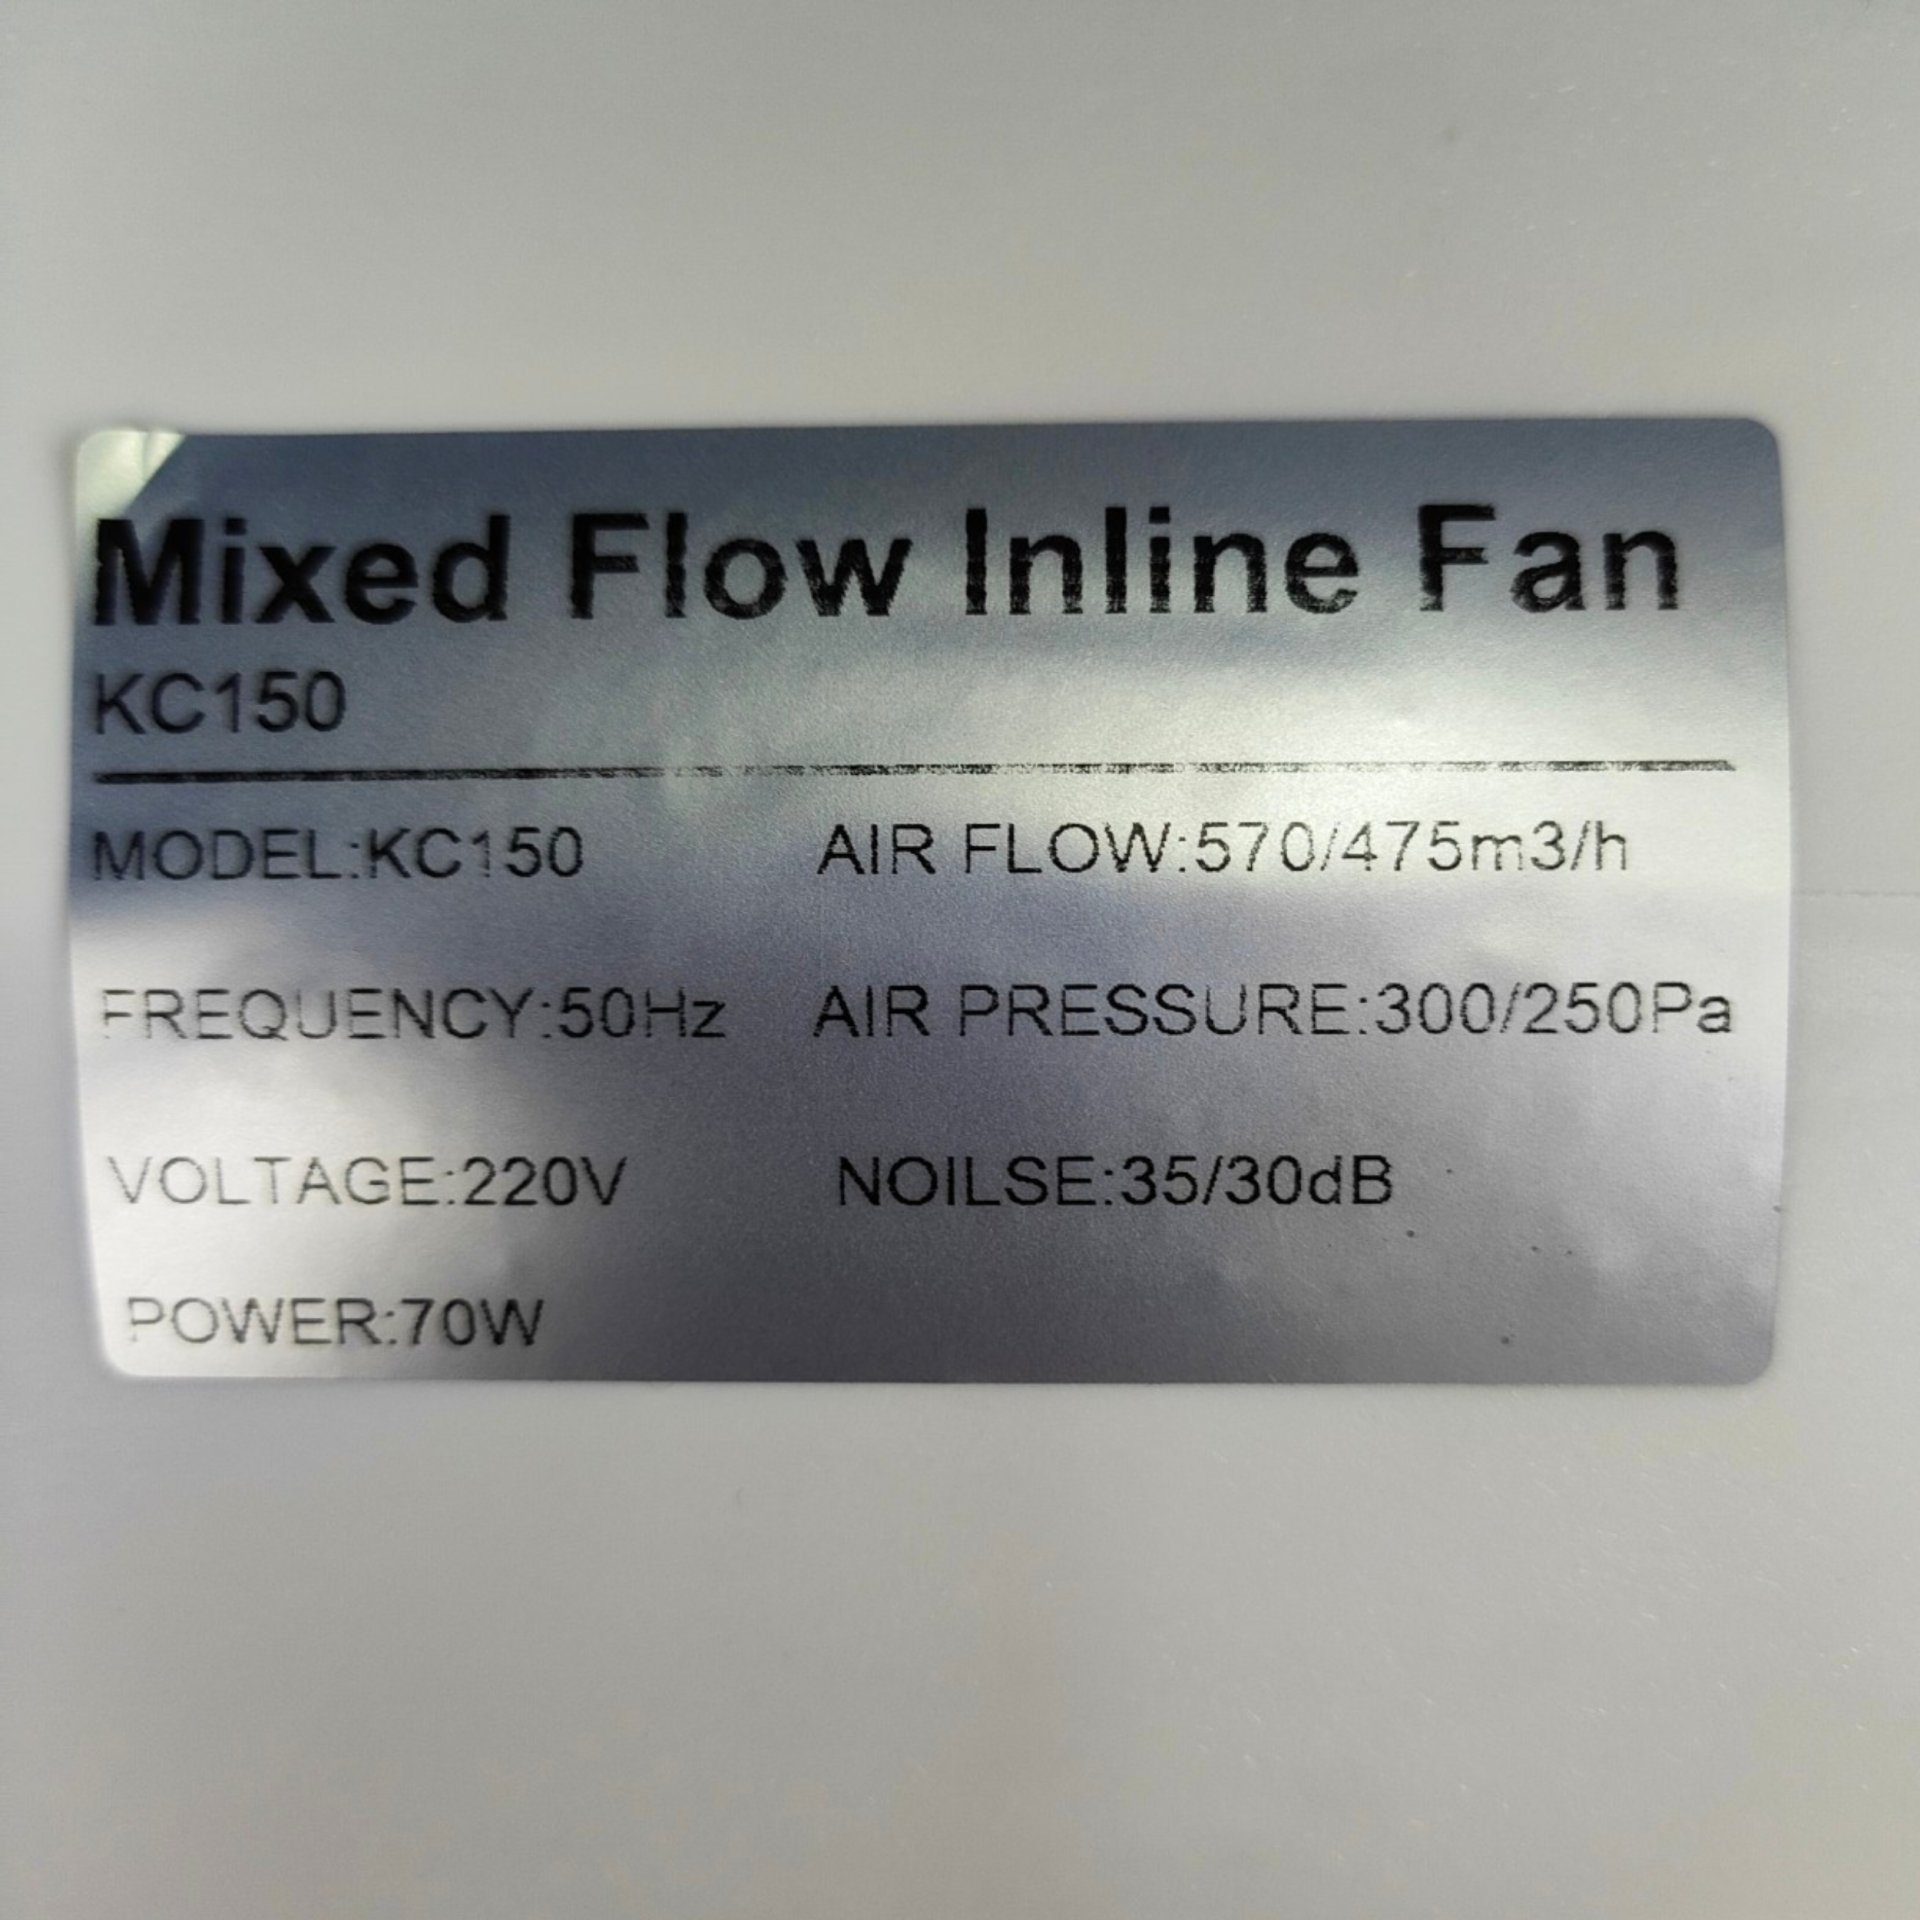 Mixed Flow Inline Fan
KC150
MODEL:KC150 AIR FLOW:570/475m3/h
FREQUENCY:50Hz AIR PRESSURE:300/250Pa
VOLTAGE:220V NOILSE:35/30dB
POWER:70W